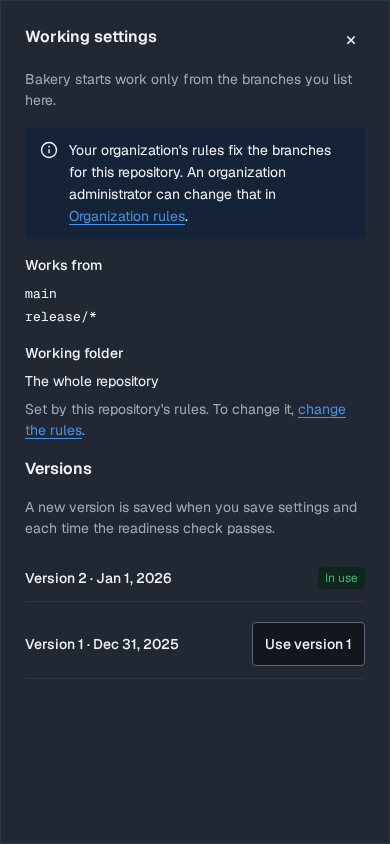 Working settings
Bakery starts work only from the branches you list
here.
Your organization's rules fix the branches
for this repository. An organization
administrator can change that in
Organization rules.
Works from
main
release/*
Working folder
The whole repository
Set by this repository's rules. To change it, change
the rules.
Versions
A new version is saved when you save settings and
each time the readiness check passes.
Version 2 · Jan 1, 2026 In use
Version 1 · Dec 31, 2025 Use version 1